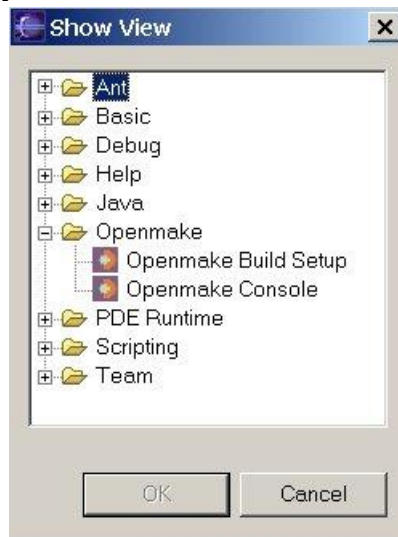 Show View
Ant
Basic
Debug
Help
Java
Openmake
Openmake Build Setup
Openmake Console
PDE Runtime
Scripting
Team
OK
Cancel